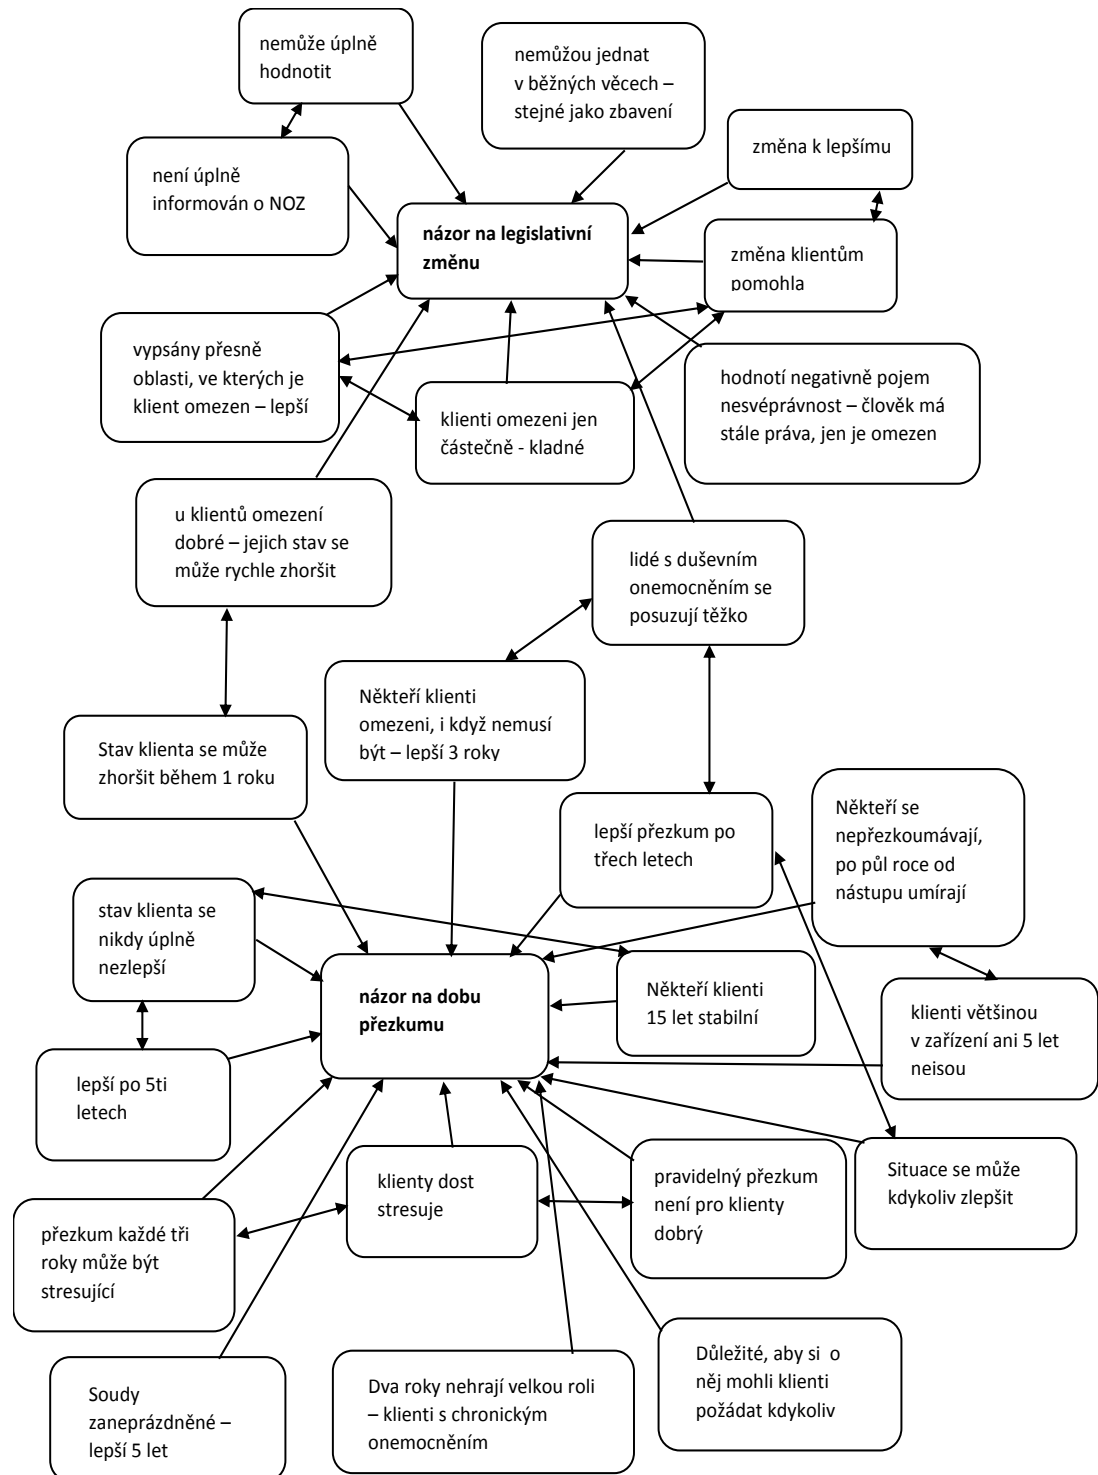 nemůže úplně
hodnotit
nemůžou jednat
v běžných věcech –
stejné jako zbavení
změna k lepšímu
není úplně
informován o NOZ
názor na legislativní
změnu
změna klientům
pomohla
vypsány přesně
oblasti, ve kterých je
klient omezen – lepší
klienti omezeni jen
částečně - kladné
hodnotí negativně pojem
nesvéprávnost – člověk má
stále práva, jen je omezen
u klientů omezení
dobré – jejich stav se
může rychle zhoršit
lidé s duševním
onemocněním se
posuzují těžko
Někteří klienti
omezeni, i když nemusí
být – lepší 3 roky
Stav klienta se může
zhoršit během 1 roku
lepší přezkum po
třech letech
Někteří se
nepřezkoumávají,
po půl roce od
nástupu umírají
stav klienta se
nikdy úplně
nezlepší
názor na dobu
přezkumu
Někteří klienti
15 let stabilní
klienti většinou
v zařízení ani 5 let
nejsou
lepší po 5ti
letech
klienty dost
stresuje
pravidelný přezkum
není pro klienty
dobrý
Situace se může
kdykoliv zlepšit
přezkum každé tři
roky může být
stresující
Soudy
zaneprázdněné –
lepší 5 let
Dva roky nehrají velkou roli
– klienti s chronickým
onemocněním
Důležité, aby si o
něj mohli klienti
požádat kdykoliv